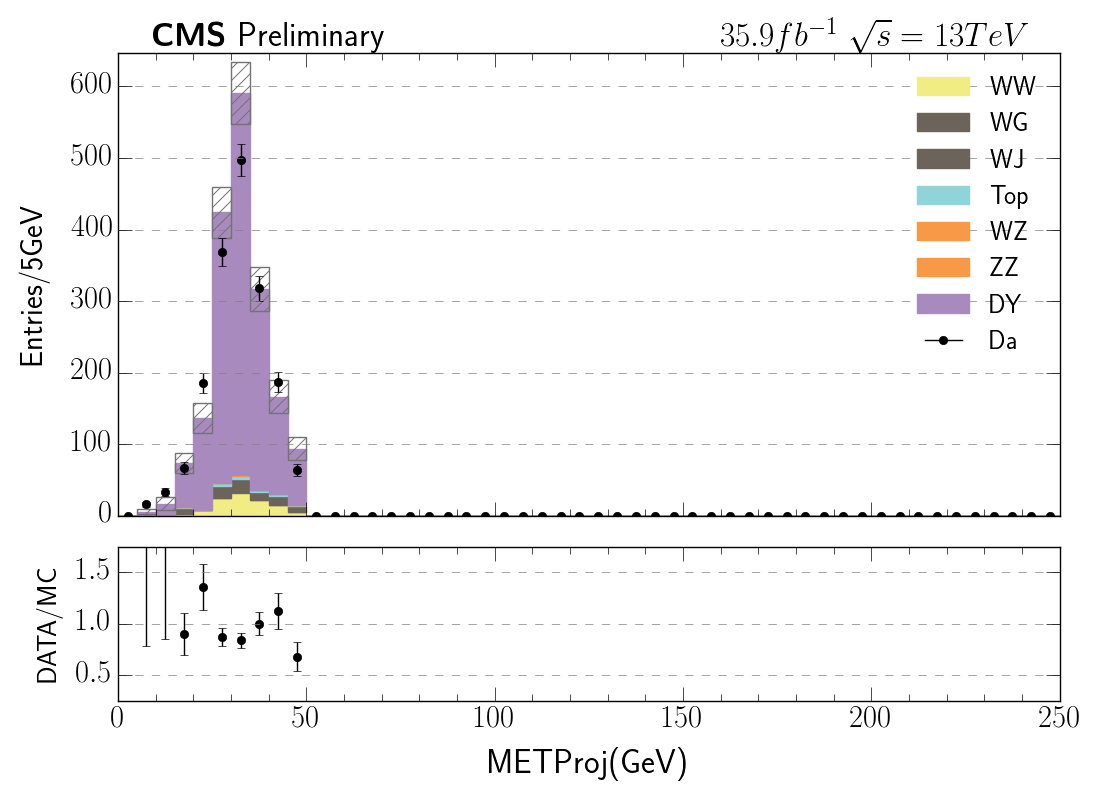 CMS Preliminary
35.9fb⁻¹ √s = 13TeV
Entries/5GeV
600
500
400
300
200
100
0
WW
WG
WJ
Top
WZ
ZZ
DY
Da
DATA/MC
1.5
1.0
0.5
0 50 100 150 200 250
METProj(GeV)